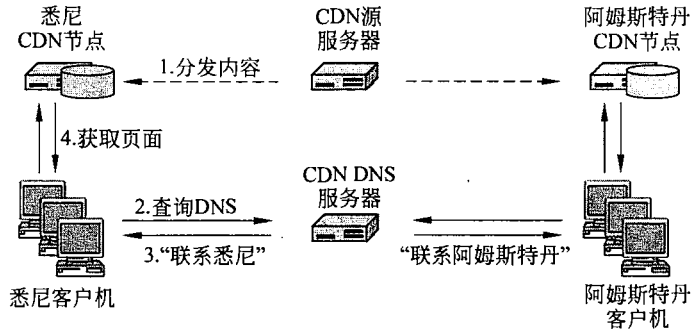 悉尼
CDN节点
CDN源
服务器
阿姆斯特丹
CDN节点
1.分发内容
4.获取页面
CDN DNS
服务器
2.查询DNS
3.“联系悉尼”
“联系阿姆斯特丹”
悉尼客户机
阿姆斯特丹
客户机